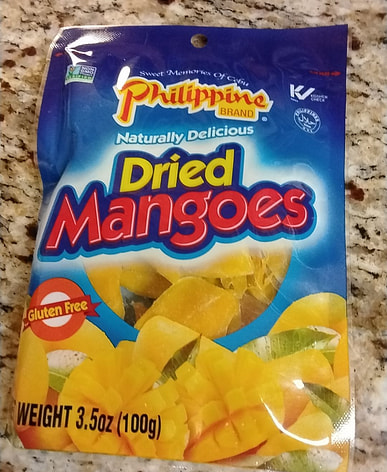 Sweet Memories Of Cebu
Philippine
BRAND
®
Naturally Delicious
Dried
Mangoes
Gluten Free
WEIGHT 3.5oz (100g)